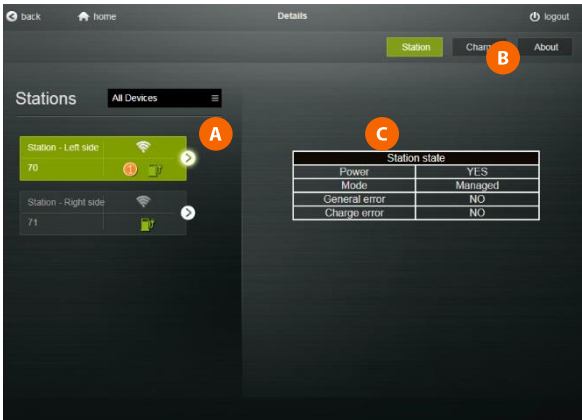 back home Details logout
Station Charg B About
Stations All Devices
A
C
Station - Left side
70 1
Station - Right side
71
Station state
Power YES
Mode Managed
General error NO
Charge error NO